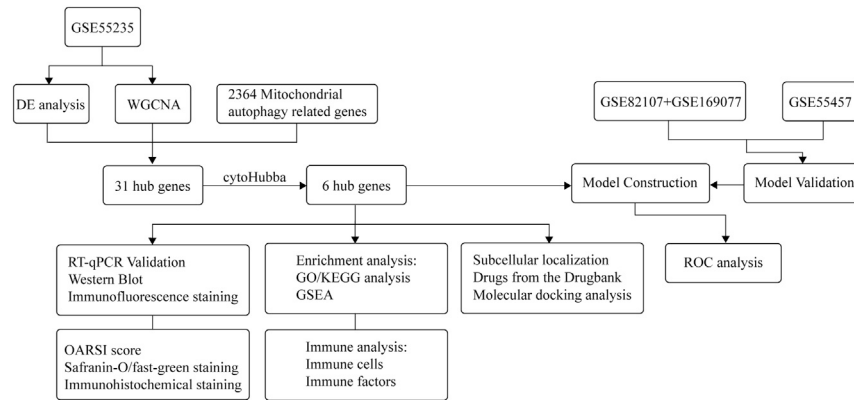 GSE55235
DE analysis
WGCNA
2364 Mitochondrial
autophagy related genes
GSE82107+GSE169077
GSE55457
31 hub genes
cytoHubba
6 hub genes
Model Construction
Model Validation
RT-qPCR Validation
Western Blot
Immunofluorescence staining
Enrichment analysis:
GO/KEGG analysis
GSEA
Subcellular localization
Drugs from the Drugbank
Molecular docking analysis
ROC analysis
OARSI score
Safranin-O/fast-green staining
Immunohistochemical staining
Immune analysis:
Immune cells
Immune factors